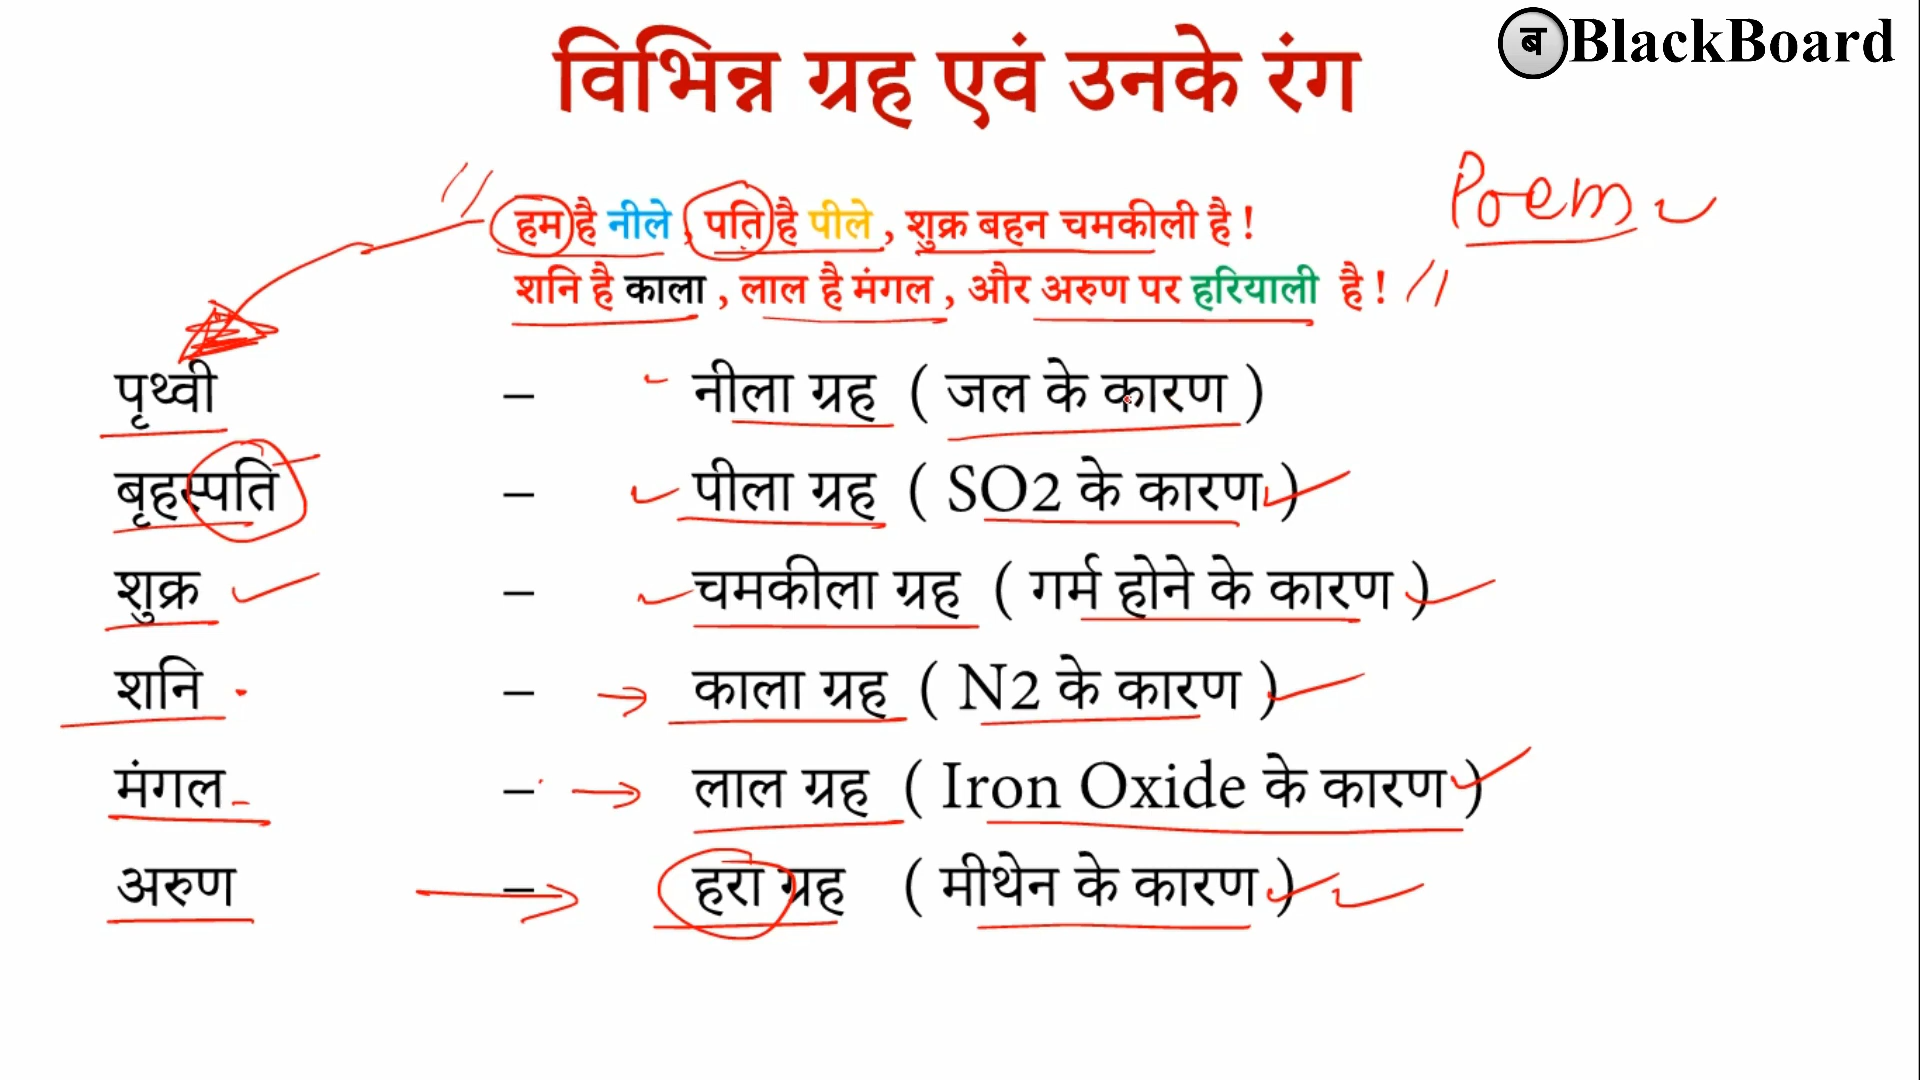 ब BlackBoard
विभिन्न ग्रह एवं उनके रंग
Poem
हम है नीले , पति है पीले , शुक्र बहन चमकीली है !
शनि है काला , लाल है मंगल , और अरुण पर हरियाली है !
पृथ्वी – नीला ग्रह ( जल के कारण )
बृहस्पति – पीला ग्रह ( SO2 के कारण )
शुक्र – चमकीला ग्रह ( गर्म होने के कारण )
शनि – काला ग्रह ( N2 के कारण )
मंगल – लाल ग्रह ( Iron Oxide के कारण )
अरुण – हरा ग्रह ( मीथेन के कारण )